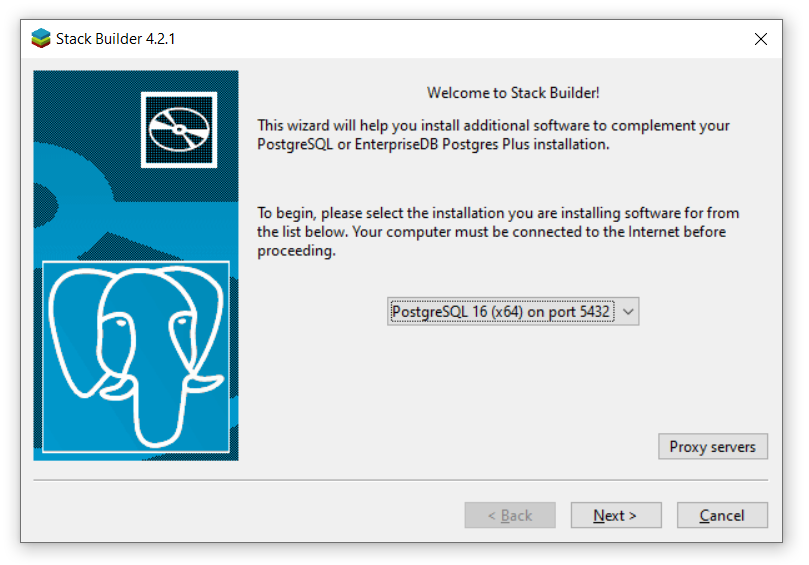 Stack Builder 4.2.1
Welcome to Stack Builder!
This wizard will help you install additional software to complement your
PostgreSQL or EnterpriseDB Postgres Plus installation.
To begin, please select the installation you are installing software for from
the list below. Your computer must be connected to the Internet before
proceeding.
PostgreSQL 16 (x64) on port 5432
Proxy servers
< Back
Next >
Cancel